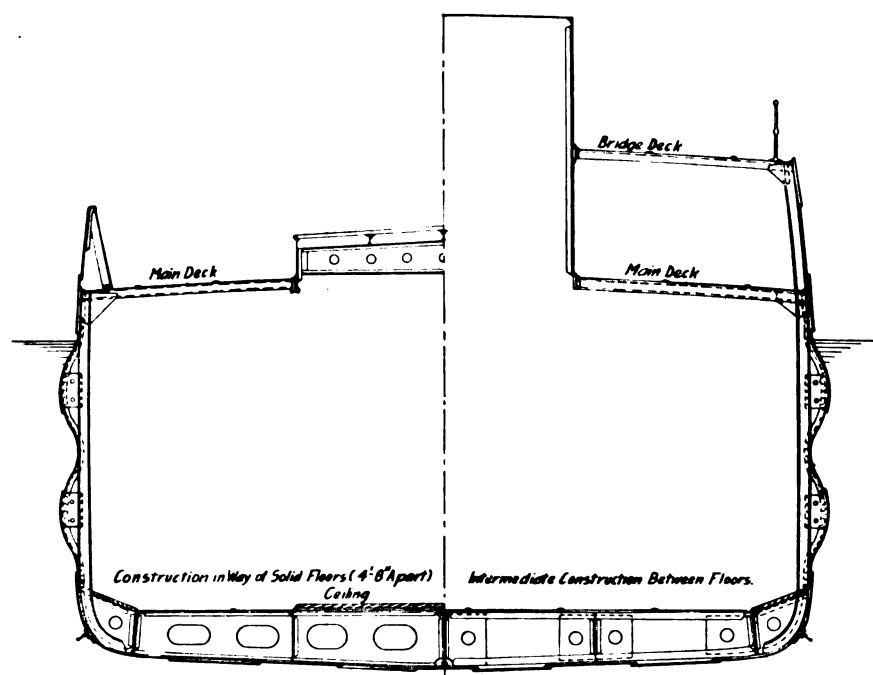 Bridge Deck
Main Deck
Main Deck
Construction in Way of Solid Floors (4'-8" Apart)
Intermediate Construction Between Floors.
Ceiling